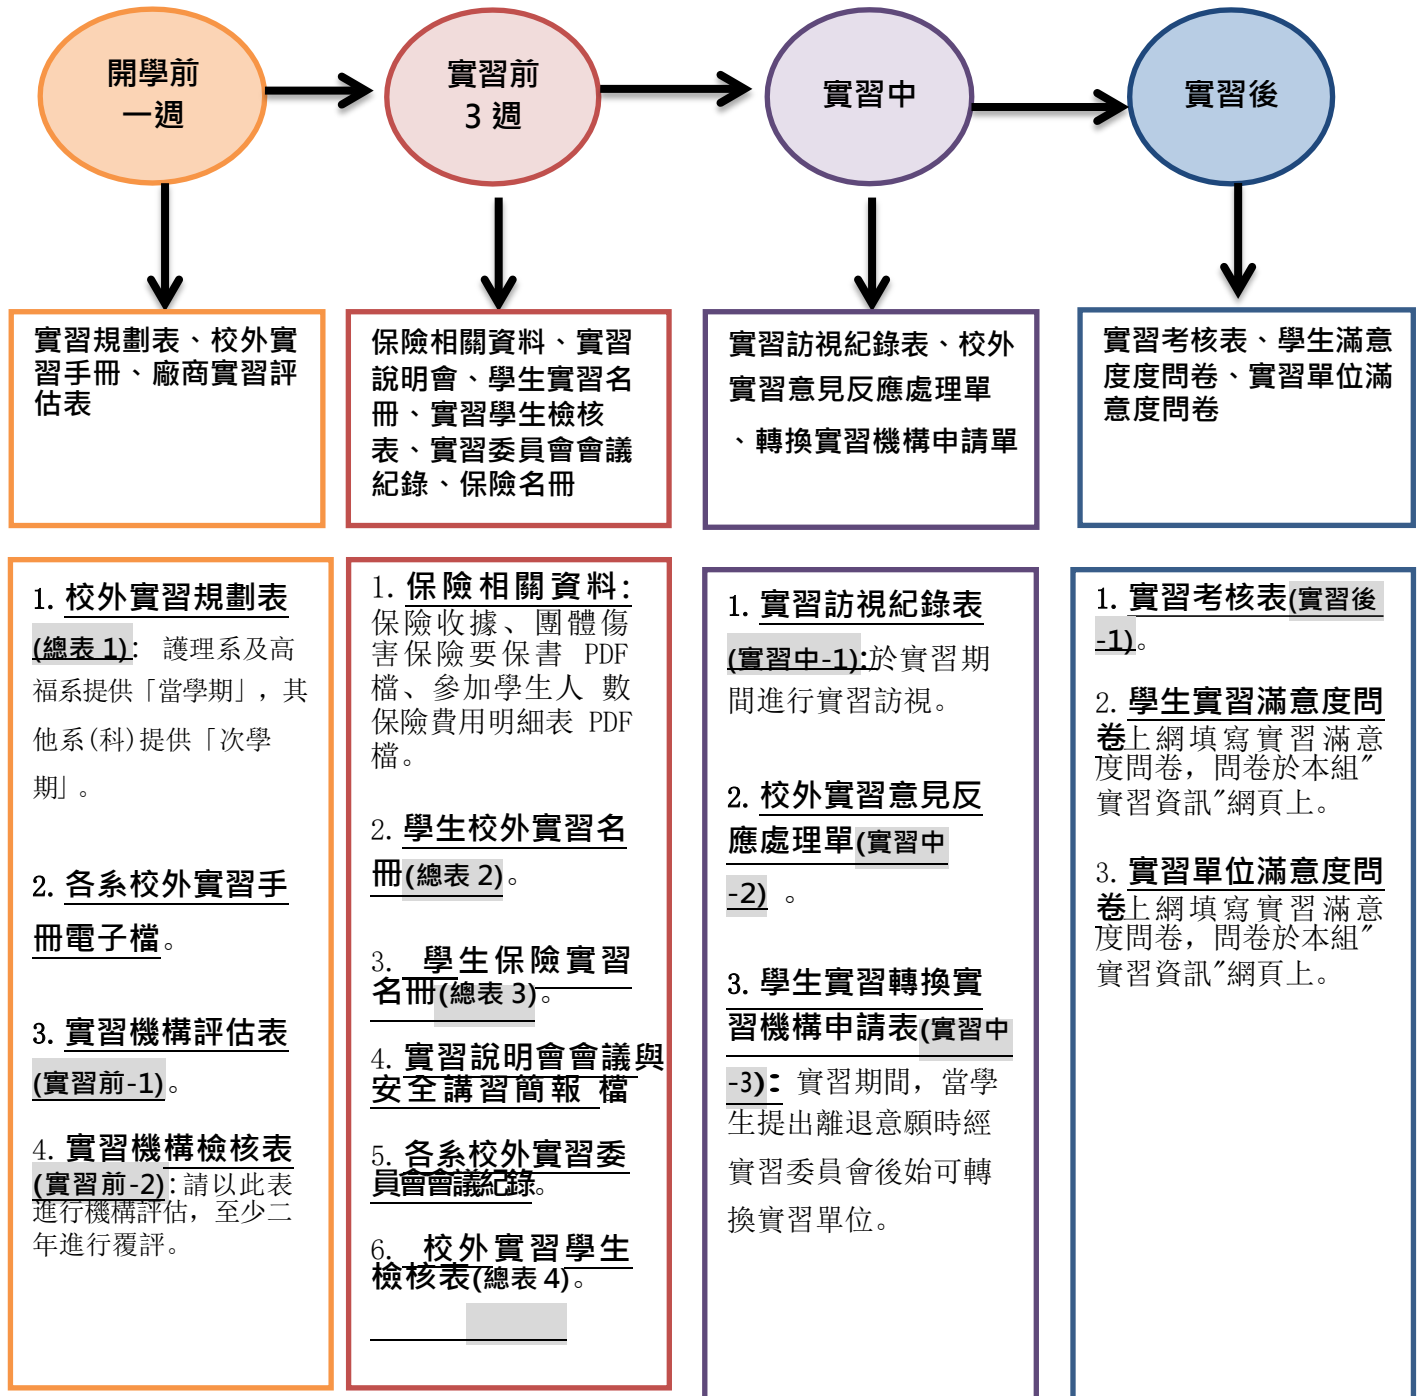 開學前
一週
實習前
3 週
實習中
實習後
實習規劃表、校外實
習手冊、廠商實習評
估表
保險相關資料、實習
說明會、學生實習名
冊、實習學生檢核
表、實習委員會會議
紀錄、保險名冊
實習訪視紀錄表、校外
實習意見反應處理單
、轉換實習機構申請單
實習考核表、學生滿意
度度問卷、實習單位滿
意度問卷
1. 校外實習規劃表
(總表 1)： 護理系及高
福系提供「當學期」，其
他系(科)提供「次學
期」。
2. 各系校外實習手
冊電子檔。
3. 實習機構評估表
(實習前-1)。
4. 實習機構檢核表
(實習前-2):請以此表
進行機構評估，至少二
年進行覆評。
1. 保險相關資料:
保險收據、團體傷
害保險要保書 PDF
檔、參加學生人 數
保險費用明細表 PDF
檔。
2. 學生校外實習名
冊(總表 2)。
3. 學生保險實習
名冊(總表 3)。
4. 實習說明會會議與
安全講習簡報 檔
5. 各系校外實習委
員會會議紀錄。
6. 校外實習學生
檢核表(總表 4)。
1. 實習訪視紀錄表
(實習中-1):於實習期
間進行實習訪視。
2. 校外實習意見反
應處理單(實習中
-2) 。
3. 學生實習轉換實
習機構申請表(實習中
-3)： 實習期間，當學
生提出離退意願時經
實習委員會後始可轉
換實習單位。
1. 實習考核表(實習後
-1)。
2. 學生實習滿意度問
卷上網填寫實習滿意
度問卷，問卷於本組"
實習資訊"網頁上。
3. 實習單位滿意度問
卷上網填寫實習滿意
度問卷，問卷於本組"
實習資訊"網頁上。